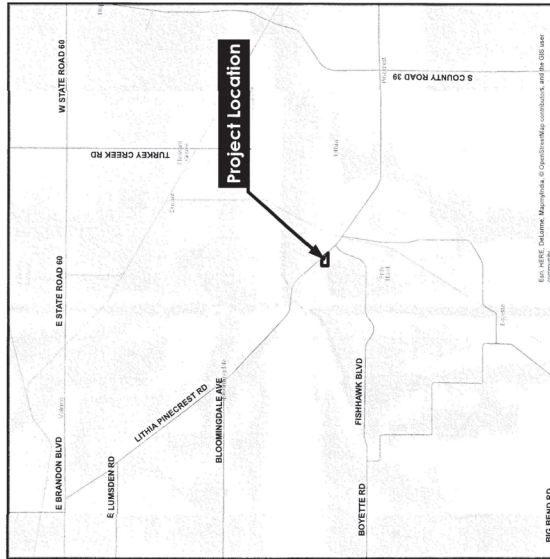 W STATE ROAD 60
E STATE ROAD 60
E BRANDON BLVD
TURKEY CREEK RD
Project Location
S COUNTY ROAD 39
LITHIA PINECREST RD
E LUMSDEN RD
BLOOMINGDALE AVE
FISHHAWK BLVD
BOYETTE RD
BIG BEND RD
Esri, HERE, DeLorme, MapmyIndia, © OpenStreetMap contributors, and the GIS user
community